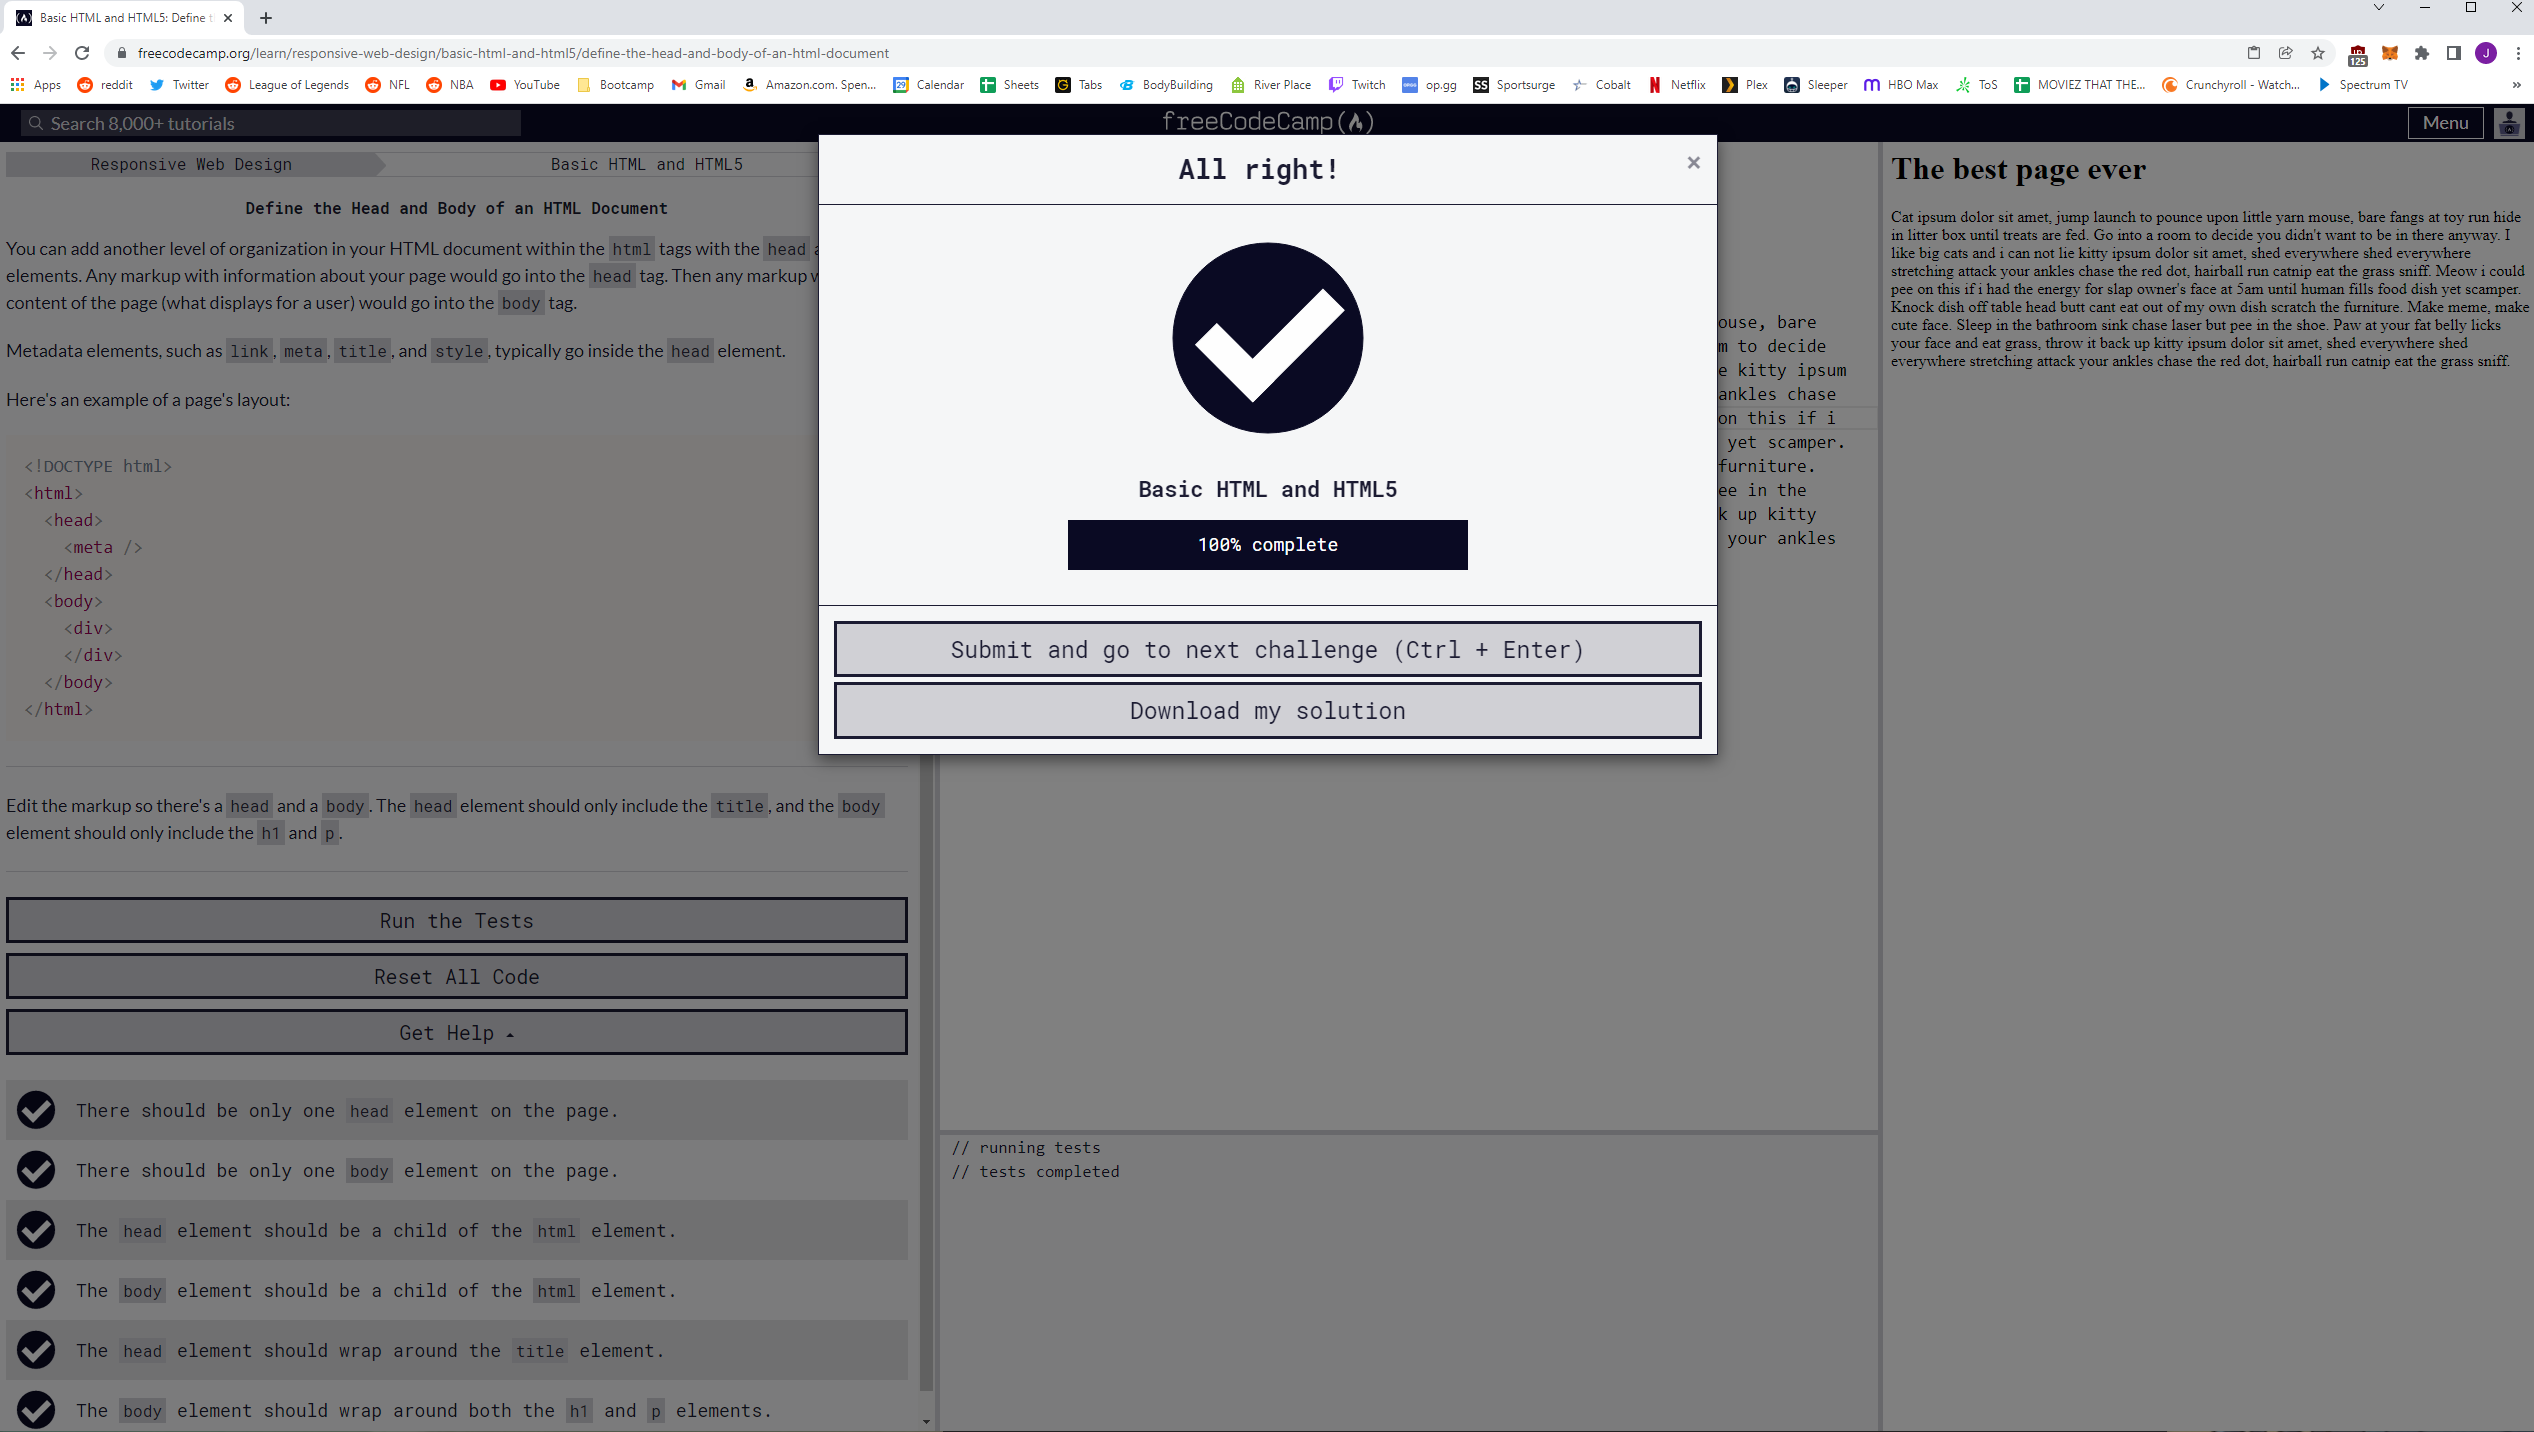 Basic HTML and HTML5: Define t
freecodecamp.org/learn/responsive-web-design/basic-html-and-html5/define-the-head-and-body-of-an-html-document
125
J
Apps reddit Twitter League of Legends NFL NBA YouTube Bootcamp Gmail Amazon.com. Spen... Calendar Sheets Tabs BodyBuilding River Place Twitch op.gg Sportsurge Cobalt Netflix Plex Sleeper HBO Max ToS MOVIEZ THAT THE... Crunchyroll - Watch... Spectrum TV »
Search 8,000+ tutorials
freeCodeCamp(🔥)
Menu
Responsive Web Design
Basic HTML and HTML5
Define the Head and Body of an HTML Document
You can add another level of organization in your HTML document within the html tags with the head
elements. Any markup with information about your page would go into the head tag. Then any markup
content of the page (what displays for a user) would go into the body tag.
Metadata elements, such as link, meta, title, and style, typically go inside the head element.
Here's an example of a page's layout:
<!DOCTYPE html>
<html>
<head>
<meta />
</head>
<body>
<div>
</div>
</body>
</html>
Edit the markup so there's a head and a body. The head element should only include the title, and the body
element should only include the h1 and p.
Run the Tests
Reset All Code
Get Help
There should be only one head element on the page.
There should be only one body element on the page.
The head element should be a child of the html element.
The body element should be a child of the html element.
The head element should wrap around the title element.
The body element should wrap around both the h1 and p elements.
All right!
×
Basic HTML and HTML5
100% complete
Submit and go to next challenge (Ctrl + Enter)
Download my solution
ouse, bare
m to decide
e kitty ipsum
ankles chase
on this if i
yet scamper.
furniture.
ee in the
k up kitty
your ankles
// running tests
// tests completed
The best page ever
Cat ipsum dolor sit amet, jump launch to pounce upon little yarn mouse, bare fangs at toy run hide
in litter box until treats are fed. Go into a room to decide you didn't want to be in there anyway. I
like big cats and i can not lie kitty ipsum dolor sit amet, shed everywhere shed everywhere
stretching attack your ankles chase the red dot, hairball run catnip eat the grass sniff. Meow i could
pee on this if i had the energy for slap owner's face at 5am until human fills food dish yet scamper.
Knock dish off table head butt cant eat out of my own dish scratch the furniture. Make meme, make
cute face. Sleep in the bathroom sink chase laser but pee in the shoe. Paw at your fat belly licks
your face and eat grass, throw it back up kitty ipsum dolor sit amet, shed everywhere shed
everywhere stretching attack your ankles chase the red dot, hairball run catnip eat the grass sniff.